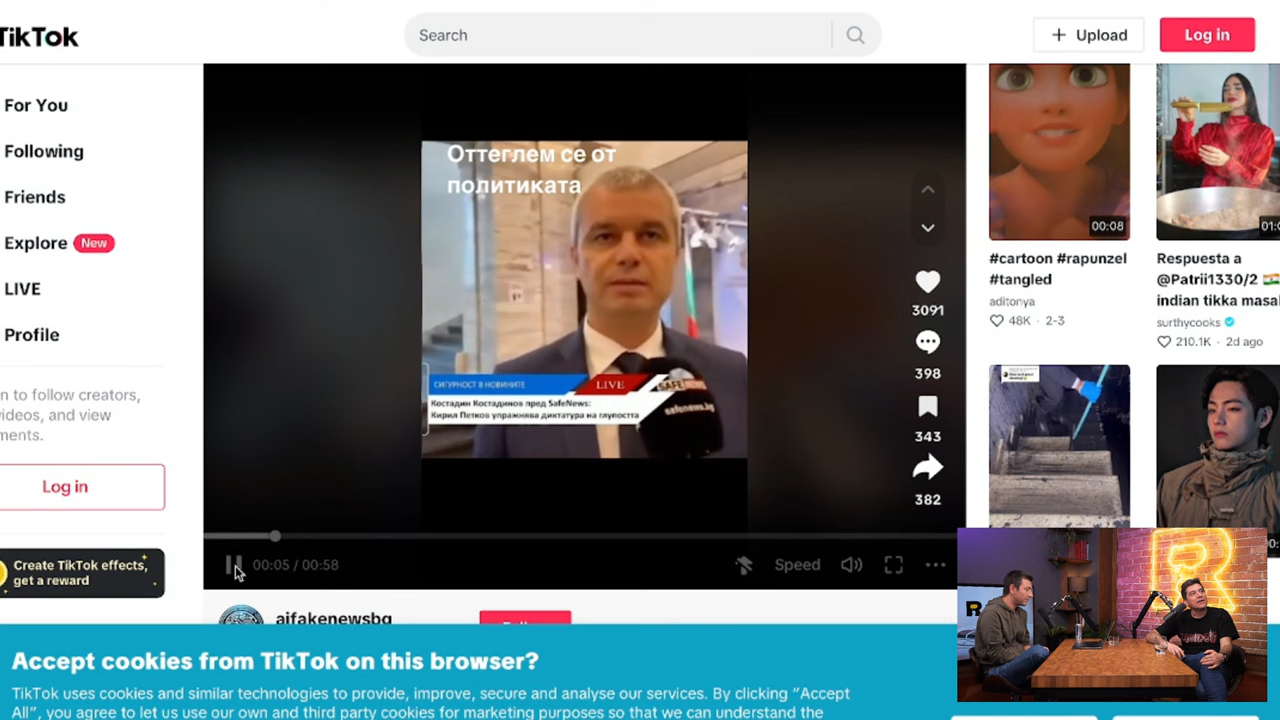 TikTok
Search
Upload
Log in
For You
Following
Friends
Explore New
LIVE
Profile
to follow creators,
videos, and view
Log in
Create TikTok effects,
get a reward
Оттеглем се от
политиката
СИГУРНОСТ В НОВИНИТЕ
LIVE
SAFE NEWS
Костадин Костадинов пред SafeNews:
Кирил Петков упражнява диктатура на глупостта
safenews.bg
3091
398
343
382
00:05 / 00:58
Speed
aifakenewsbg
00:08
#cartoon #rapunzel
#tangled
aditonya
48K · 2-3
Respuesta a
@Patrii1330/2
indian tikka masa
surthycooks
210.1K · 2d ago
R
Accept cookies from TikTok on this browser?
TikTok uses cookies and similar technologies to provide, improve, secure and analyse our services. By clicking “Accept
All”, you agree to let us use our own and third party cookies for marketing purposes so that we can understand the